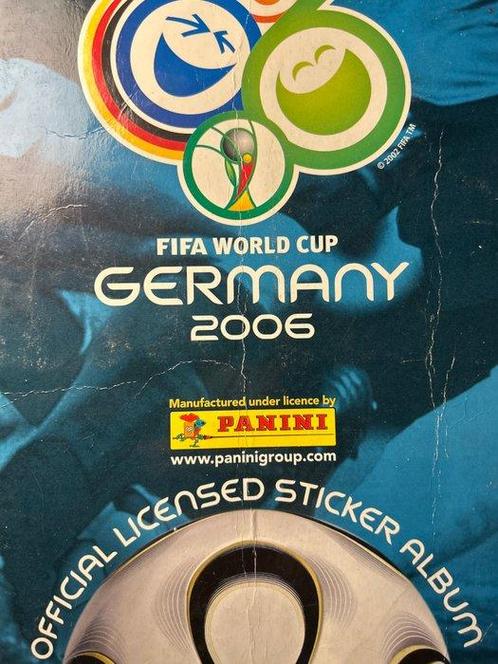 © 2002 FIFA TM
FIFA WORLD CUP
GERMANY
2006
Manufactured under licence by
PANINI
www.paninigroup.com
OFFICIAL LICENSED STICKER ALBUM